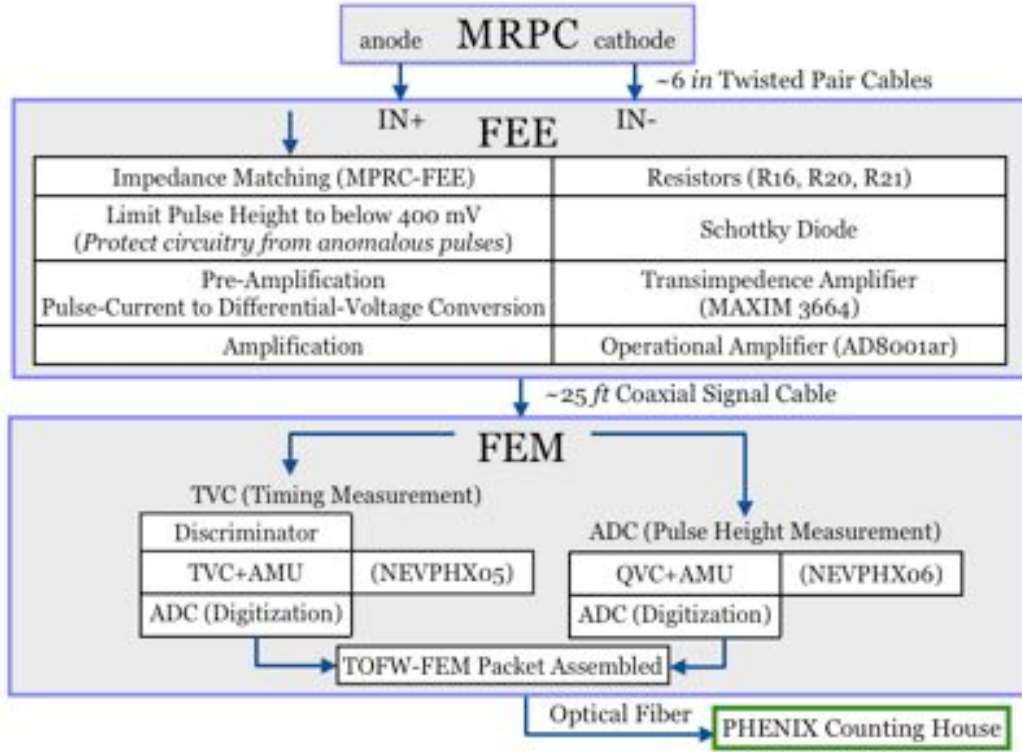 anode MRPC cathode
~6 in Twisted Pair Cables
IN+ IN-
FEE
Impedance Matching (MPRC-FEE) Resistors (R16, R20, R21)
Limit Pulse Height to below 400 mV
(Protect circuitry from anomalous pulses)
Schottky Diode
Pre-Amplification
Pulse-Current to Differential-Voltage Conversion
Transimpedence Amplifier
(MAXIM 3664)
Amplification Operational Amplifier (AD8001ar)
~25 ft Coaxial Signal Cable
FEM
TVC (Timing Measurement)
Discriminator
TVC+AMU (NEVPHX05)
ADC (Digitization)
ADC (Pulse Height Measurement)
QVC+AMU (NEVPHX06)
ADC (Digitization)
TOFW-FEM Packet Assembled
Optical Fiber
PHENIX Counting House